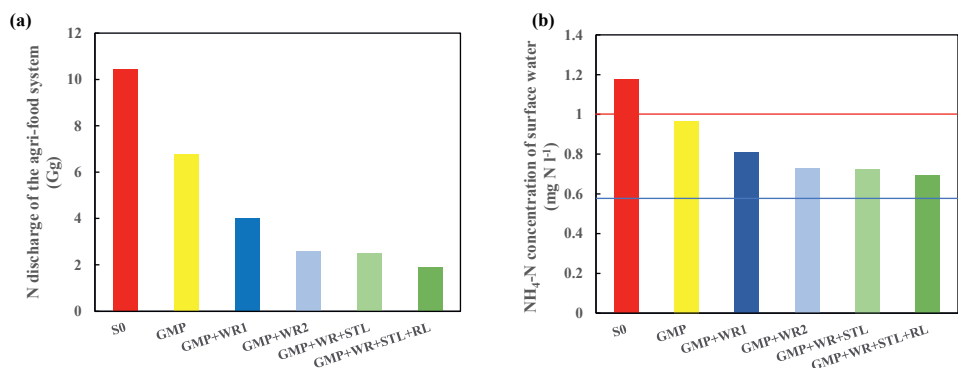 (a)
N discharge of the agri-food system
(Gg)
12
10
8
6
4
2
0
S0
GMP
GMP+WR1
GMP+WR2
GMP+WR+STL
GMP+WR+STL+RL
(b)
NH₄-N concentration of surface water
(mg N l⁻¹)
1.4
1.2
1
0.8
0.6
0.4
0.2
0
S0
GMP
GMP+WR1
GMP+WR2
GMP+WR+STL
GMP+WR+STL+RL